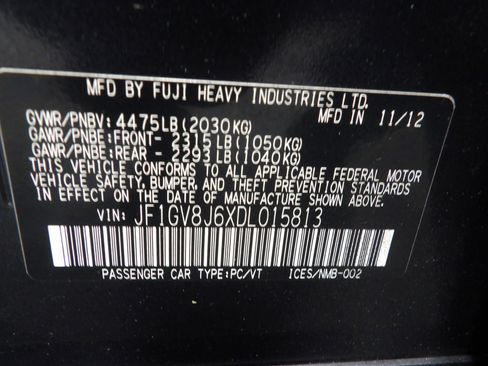 MFD BY FUJI HEAVY INDUSTRIES LTD.
GVWR/PNBV: 4475LB(2030KG) MFD IN 11/12
GAWR/PNBE:FRONT- 2315LB(1050KG)
GAWR/PNBE:REAR - 2293LB(1040KG)
THIS VEHICLE CONFORMS TO ALL APPLICABLE FEDERAL MOTOR
VEHICLE SAFETY, BUMPER, AND THEFT PREVENTION STANDARDS
IN EFFECT ON THE DATE OF MANUFACTURE SHOWN ABOVE.
VIN: JF1GV8J6XDL015813
PASSENGER CAR TYPE:PC/VT ICES/NMB-002